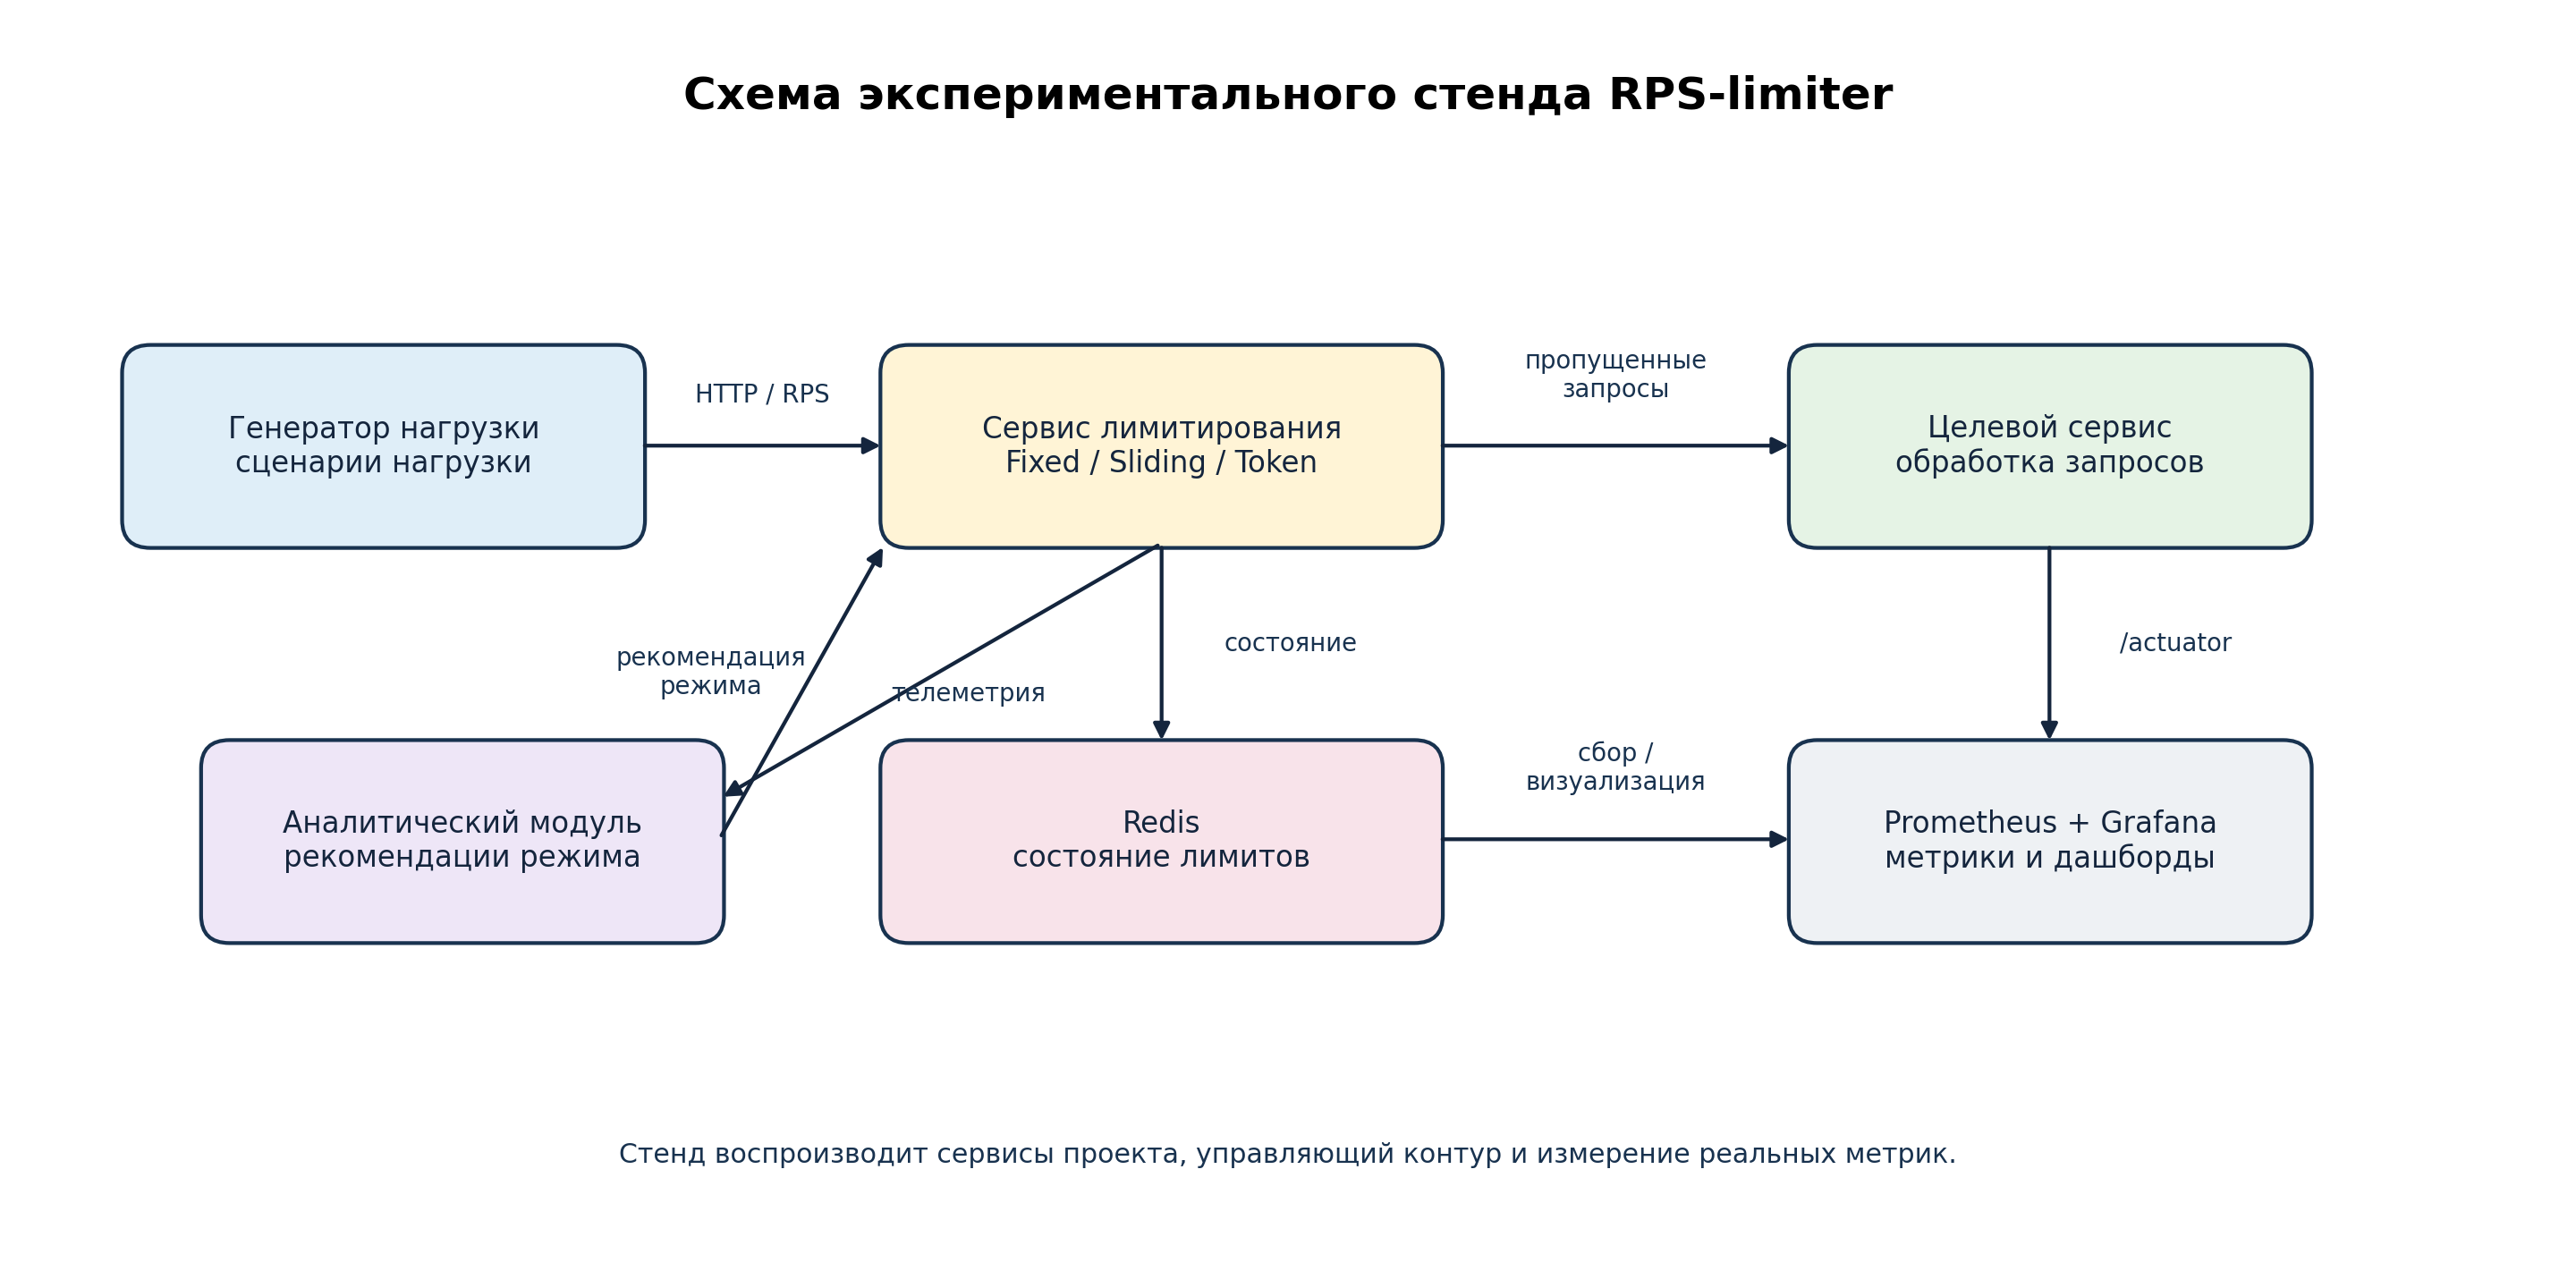 Схема экспериментального стенда RPS-limiter
Генератор нагрузки
сценарии нагрузки
HTTP / RPS
Сервис лимитирования
Fixed / Sliding / Token
пропущенные
запросы
Целевой сервис
обработка запросов
рекомендация
режима
телеметрия
состояние
/actuator
Аналитический модуль
рекомендации режима
Redis
состояние лимитов
сбор /
визуализация
Prometheus + Grafana
метрики и дашборды
Стенд воспроизводит сервисы проекта, управляющий контур и измерение реальных метрик.